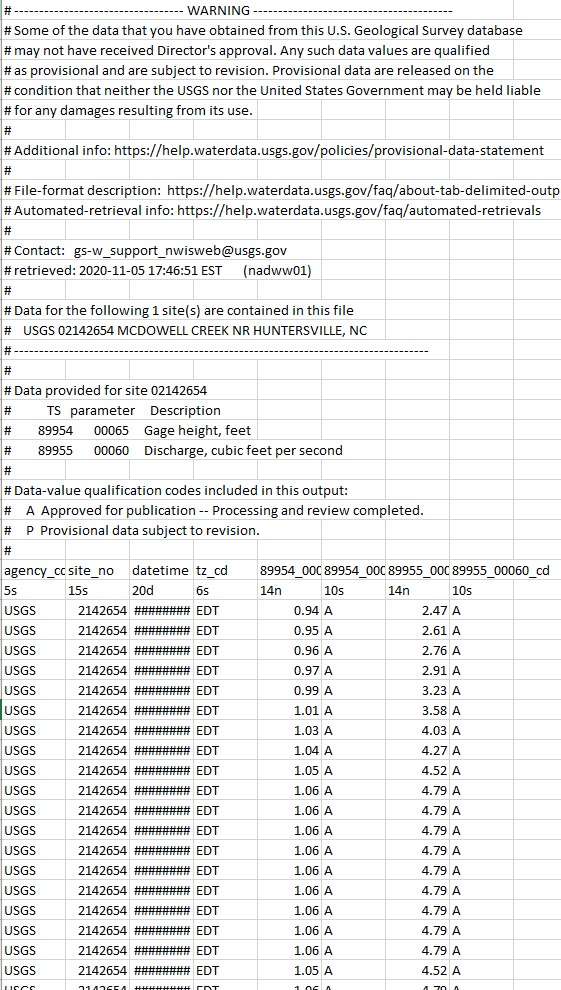 # --------------------------------- WARNING ---------------------------------------
# Some of the data that you have obtained from this U.S. Geological Survey database
# may not have received Director's approval. Any such data values are qualified
# as provisional and are subject to revision. Provisional data are released on the
# condition that neither the USGS nor the United States Government may be held liable
# for any damages resulting from its use.
#
# Additional info: https://help.waterdata.usgs.gov/policies/provisional-data-statement
#
# File-format description: https://help.waterdata.usgs.gov/faq/about-tab-delimited-outp
# Automated-retrieval info: https://help.waterdata.usgs.gov/faq/automated-retrievals
#
# Contact: gs-w_support_nwisweb@usgs.gov
# retrieved: 2020-11-05 17:46:51 EST (nadww01)
#
# Data for the following 1 site(s) are contained in this file
# USGS 02142654 MCDOWELL CREEK NR HUNTERSVILLE, NC
# -----------------------------------------------------------------------------------
#
# Data provided for site 02142654
# TS parameter Description
# 89954 00065 Gage height, feet
# 89955 00060 Discharge, cubic feet per second
#
# Data-value qualification codes included in this output:
# A Approved for publication -- Processing and review completed.
# P Provisional data subject to revision.
#
agency_cc site_no datetime tz_cd 89954_000 89954_000 89955_000 89955_00060_cd
5s 15s 20d 6s 14n 10s 14n 10s
USGS 2142654 ######## EDT 0.94 A 2.47 A
USGS 2142654 ######## EDT 0.95 A 2.61 A
USGS 2142654 ######## EDT 0.96 A 2.76 A
USGS 2142654 ######## EDT 0.97 A 2.91 A
USGS 2142654 ######## EDT 0.99 A 3.23 A
USGS 2142654 ######## EDT 1.01 A 3.58 A
USGS 2142654 ######## EDT 1.03 A 4.03 A
USGS 2142654 ######## EDT 1.04 A 4.27 A
USGS 2142654 ######## EDT 1.05 A 4.52 A
USGS 2142654 ######## EDT 1.06 A 4.79 A
USGS 2142654 ######## EDT 1.06 A 4.79 A
USGS 2142654 ######## EDT 1.06 A 4.79 A
USGS 2142654 ######## EDT 1.06 A 4.79 A
USGS 2142654 ######## EDT 1.06 A 4.79 A
USGS 2142654 ######## EDT 1.06 A 4.79 A
USGS 2142654 ######## EDT 1.06 A 4.79 A
USGS 2142654 ######## EDT 1.06 A 4.79 A
USGS 2142654 ######## EDT 1.06 A 4.79 A
USGS 2142654 ######## EDT 1.05 A 4.52 A